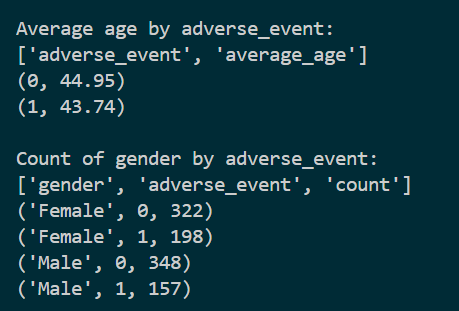 Average age by adverse_event:
['adverse_event', 'average_age']
(0, 44.95)
(1, 43.74)
Count of gender by adverse_event:
['gender', 'adverse_event', 'count']
('Female', 0, 322)
('Female', 1, 198)
('Male', 0, 348)
('Male', 1, 157)